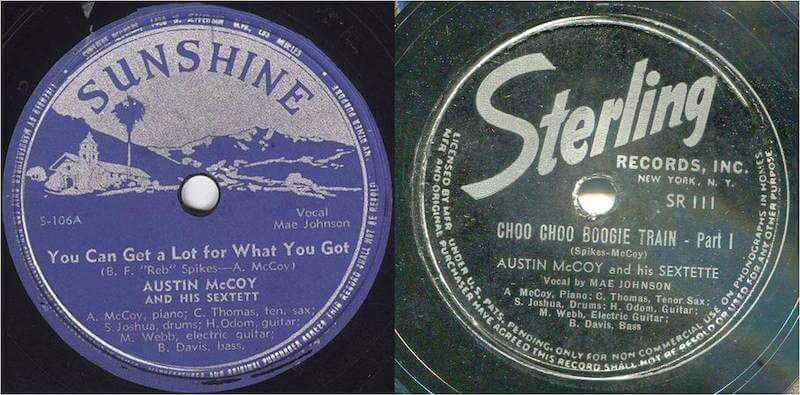 SUNSHINE
S-106A
Vocal
Mae Johnson
You Can Get a Lot for What You Got
(B. F. "Reb" Spikes—A. McCoy)
AUSTIN McCOY
AND HIS SEXTETT
A. McCoy, piano; C. Thomas, ten. sax;
S. Joshua, drums; H. Odom, guitar;
M. Webb, electric guitar;
B. Davis, bass.
Sterling
RECORDS, INC.
NEW YORK, N. Y.
SR 111
CHOO CHOO BOOGIE TRAIN - Part I
(Spikes-McCoy)
AUSTIN McCOY and his SEXTETTE
Vocal by MAE JOHNSON
A McCoy, Piano; C. Thomas, Tenor Sax;
S. Joshua, Drums; H. Odom, Guitar;
M. Webb, Electric Guitar;
B. Davis, Bass
LICENSED BY MFR. UNDER U.S. PATS. PENDING, ONLY FOR NON COMMERCIAL USE ON PHONOGRAPHS IN HOMES.
MFR. AND ORIGINAL PURCHASER HAVE AGREED THIS RECORD SHALL NOT BE RESOLD OR USED FOR ANY OTHER PURPOSE.